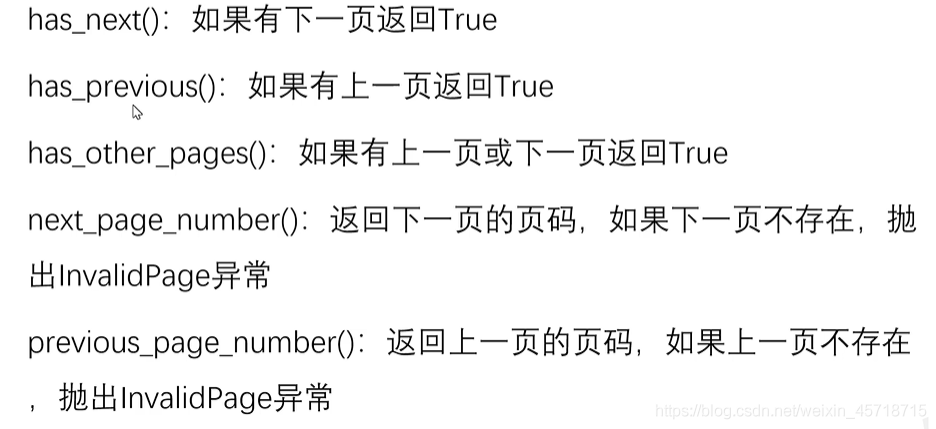 has_next()：如果有下一页返回True
has_previous()：如果有上一页返回True
has_other_pages()：如果有上一页或下一页返回True
next_page_number()：返回下一页的页码，如果下一页不存在，抛
出InvalidPage异常
previous_page_number()：返回上一页的页码，如果上一页不存在
，抛出InvalidPage异常
https://blog.csdn.net/weixin_45718715